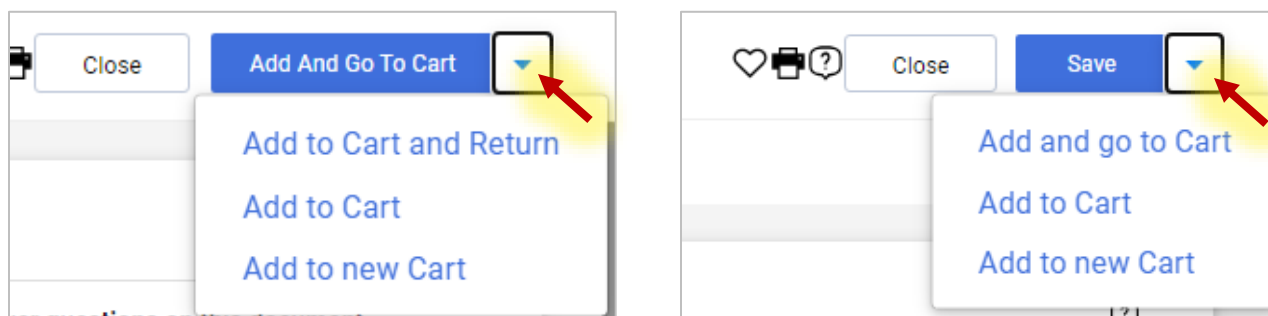 Close Add And Go To Cart
Add to Cart and Return
Add to Cart
Add to new Cart
Close Save
Add and go to Cart
Add to Cart
Add to new Cart
?